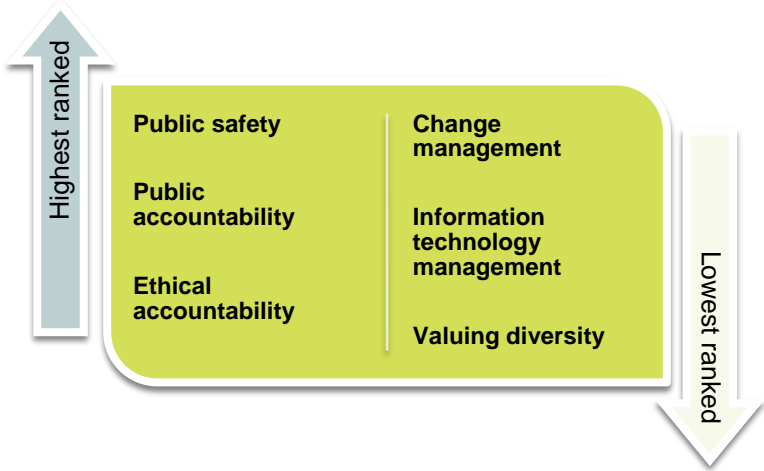 Highest ranked
Public safety
Public
accountability
Ethical
accountability
Change
management
Information
technology
management
Valuing diversity
Lowest ranked